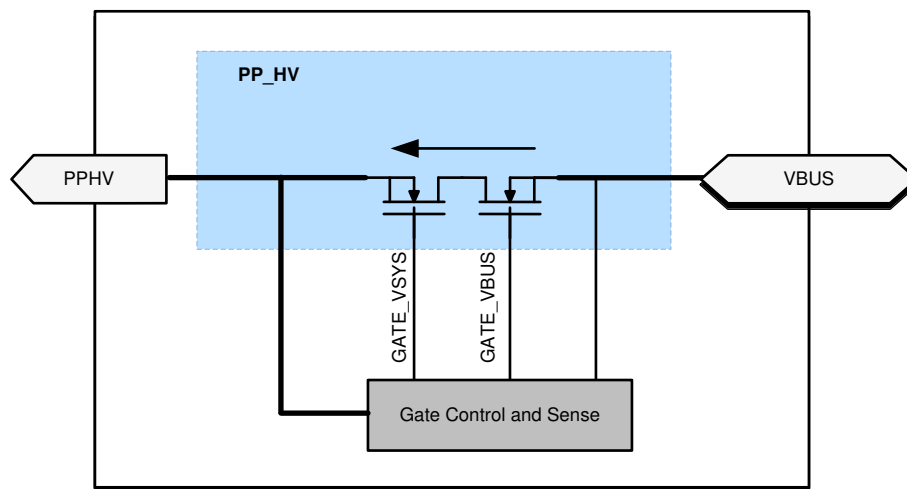 PP_HV
PPHV
VBUS
GATE_VSYS
GATE_VBUS
Gate Control and Sense